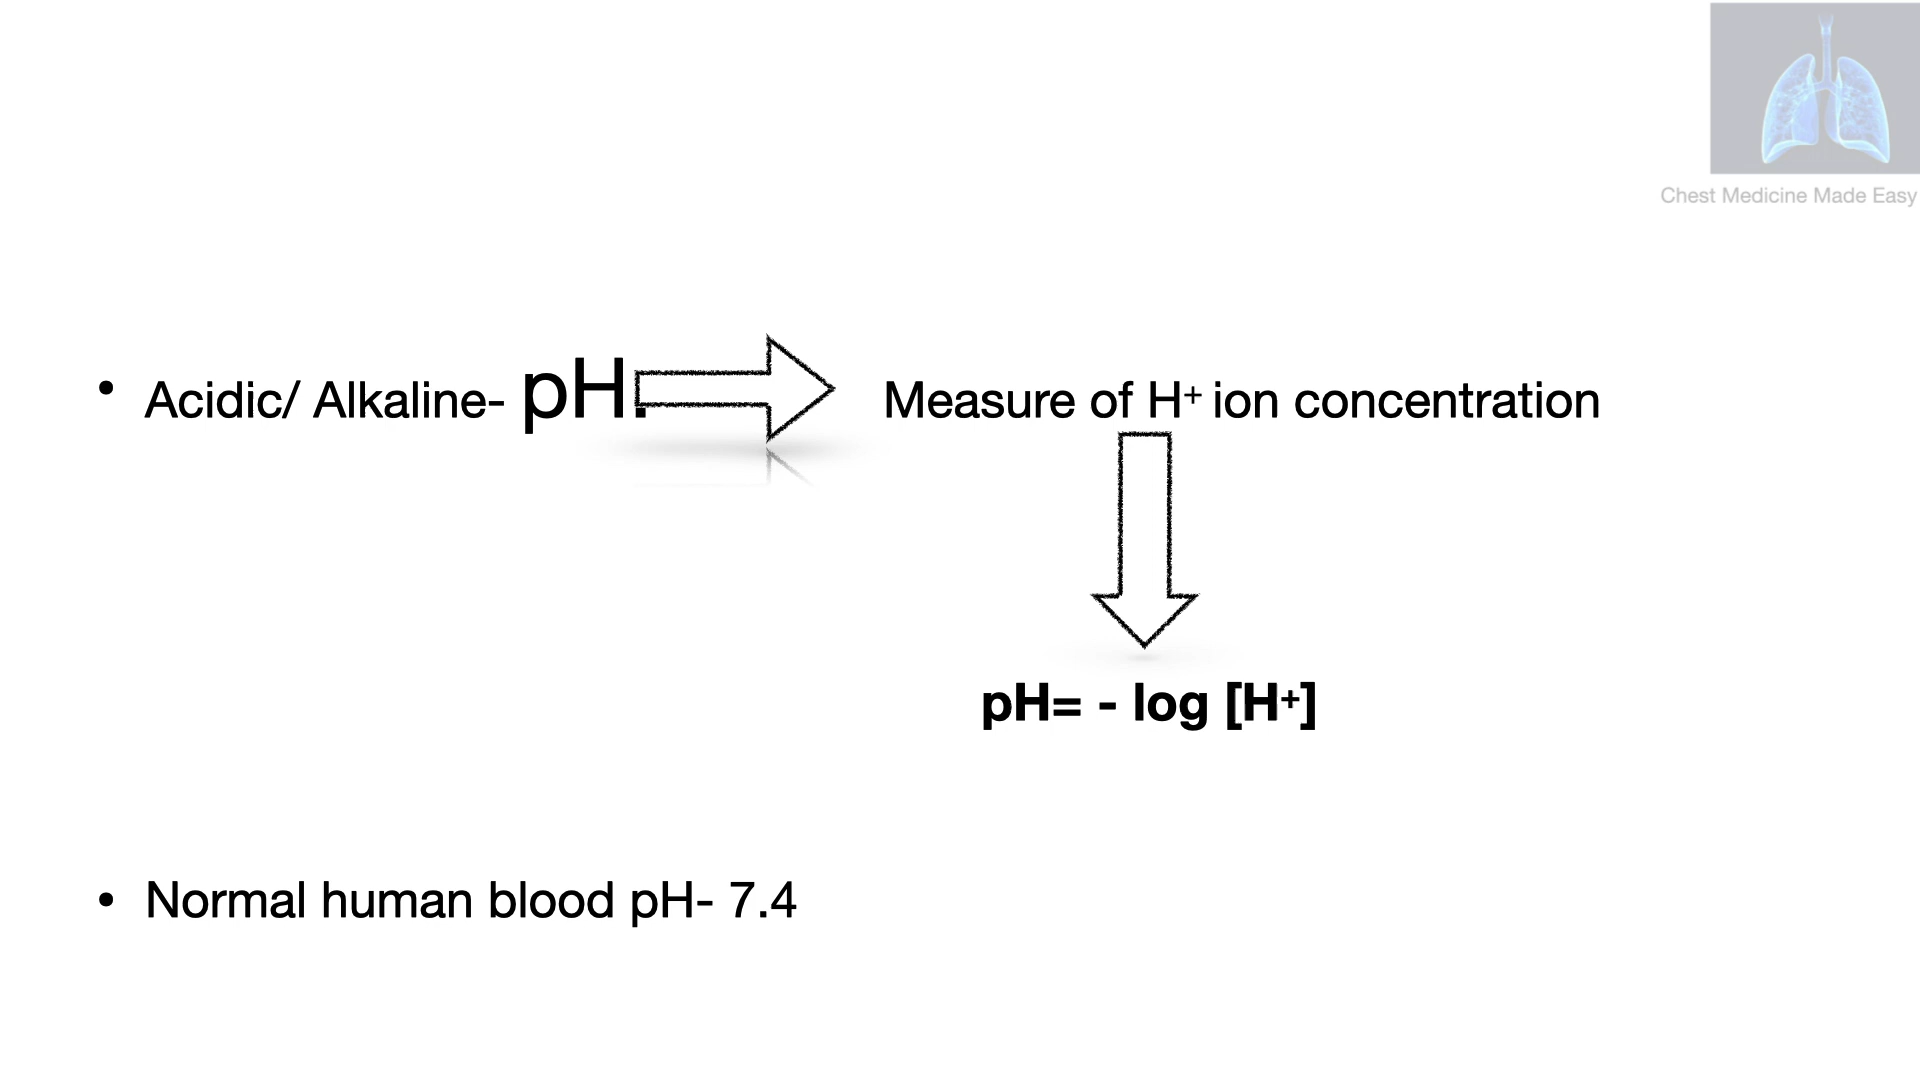 Chest Medicine Made Easy
• Acidic/ Alkaline- pH. Measure of H⁺ ion concentration
pH= - log [H⁺]
• Normal human blood pH- 7.4